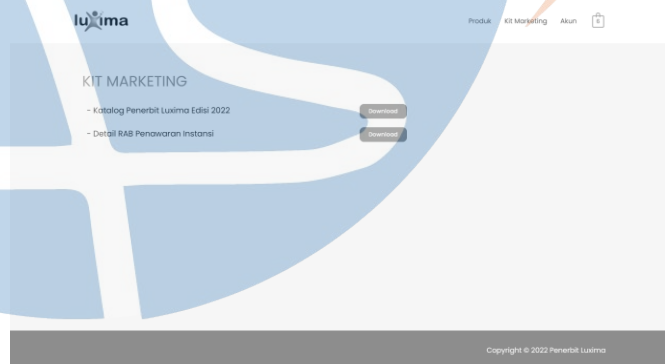 luxima
Produk Kit Marketing Akun 6
KIT MARKETING
- Katalog Penerbit Luxima Edisi 2022 Download
- Detail RAB Penawaran Instansi Download
Copyright © 2022 Penerbit Luxima